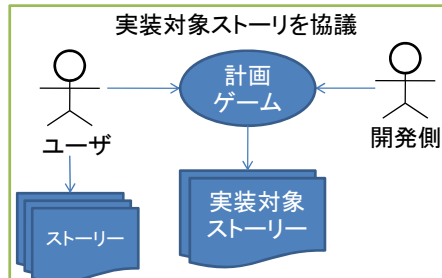 実装対象ストーリを協議
計画
ゲーム
ユーザ
開発側
ストーリー
実装対象
ストーリー